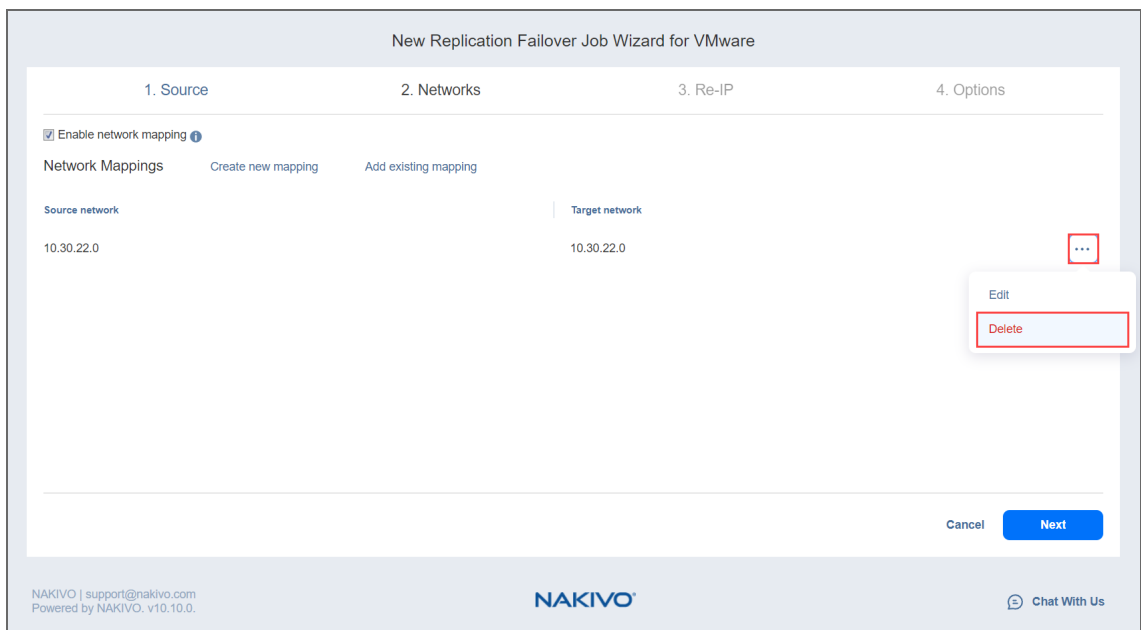 New Replication Failover Job Wizard for VMware
1. Source 2. Networks 3. Re-IP 4. Options
Enable network mapping
Network Mappings Create new mapping Add existing mapping
Source network Target network
10.30.22.0 10.30.22.0
Edit
Delete
Cancel Next
NAKIVO | support@nakivo.com
Powered by NAKIVO. v10.10.0.
NAKIVO®
Chat With Us